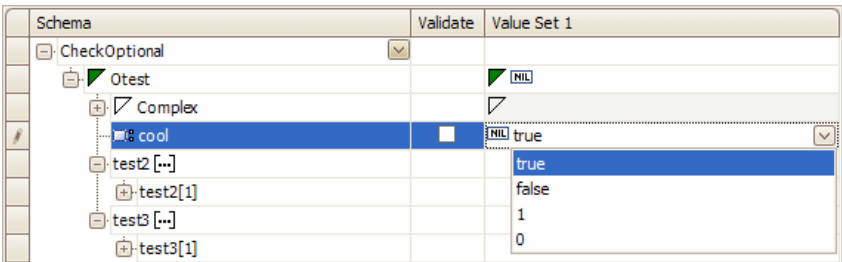 Schema Validate Value Set 1
CheckOptional
Otest NIL
Complex
cool NIL true
test2 [...] true
test2[1] false
test3 [...] 1
test3[1] 0